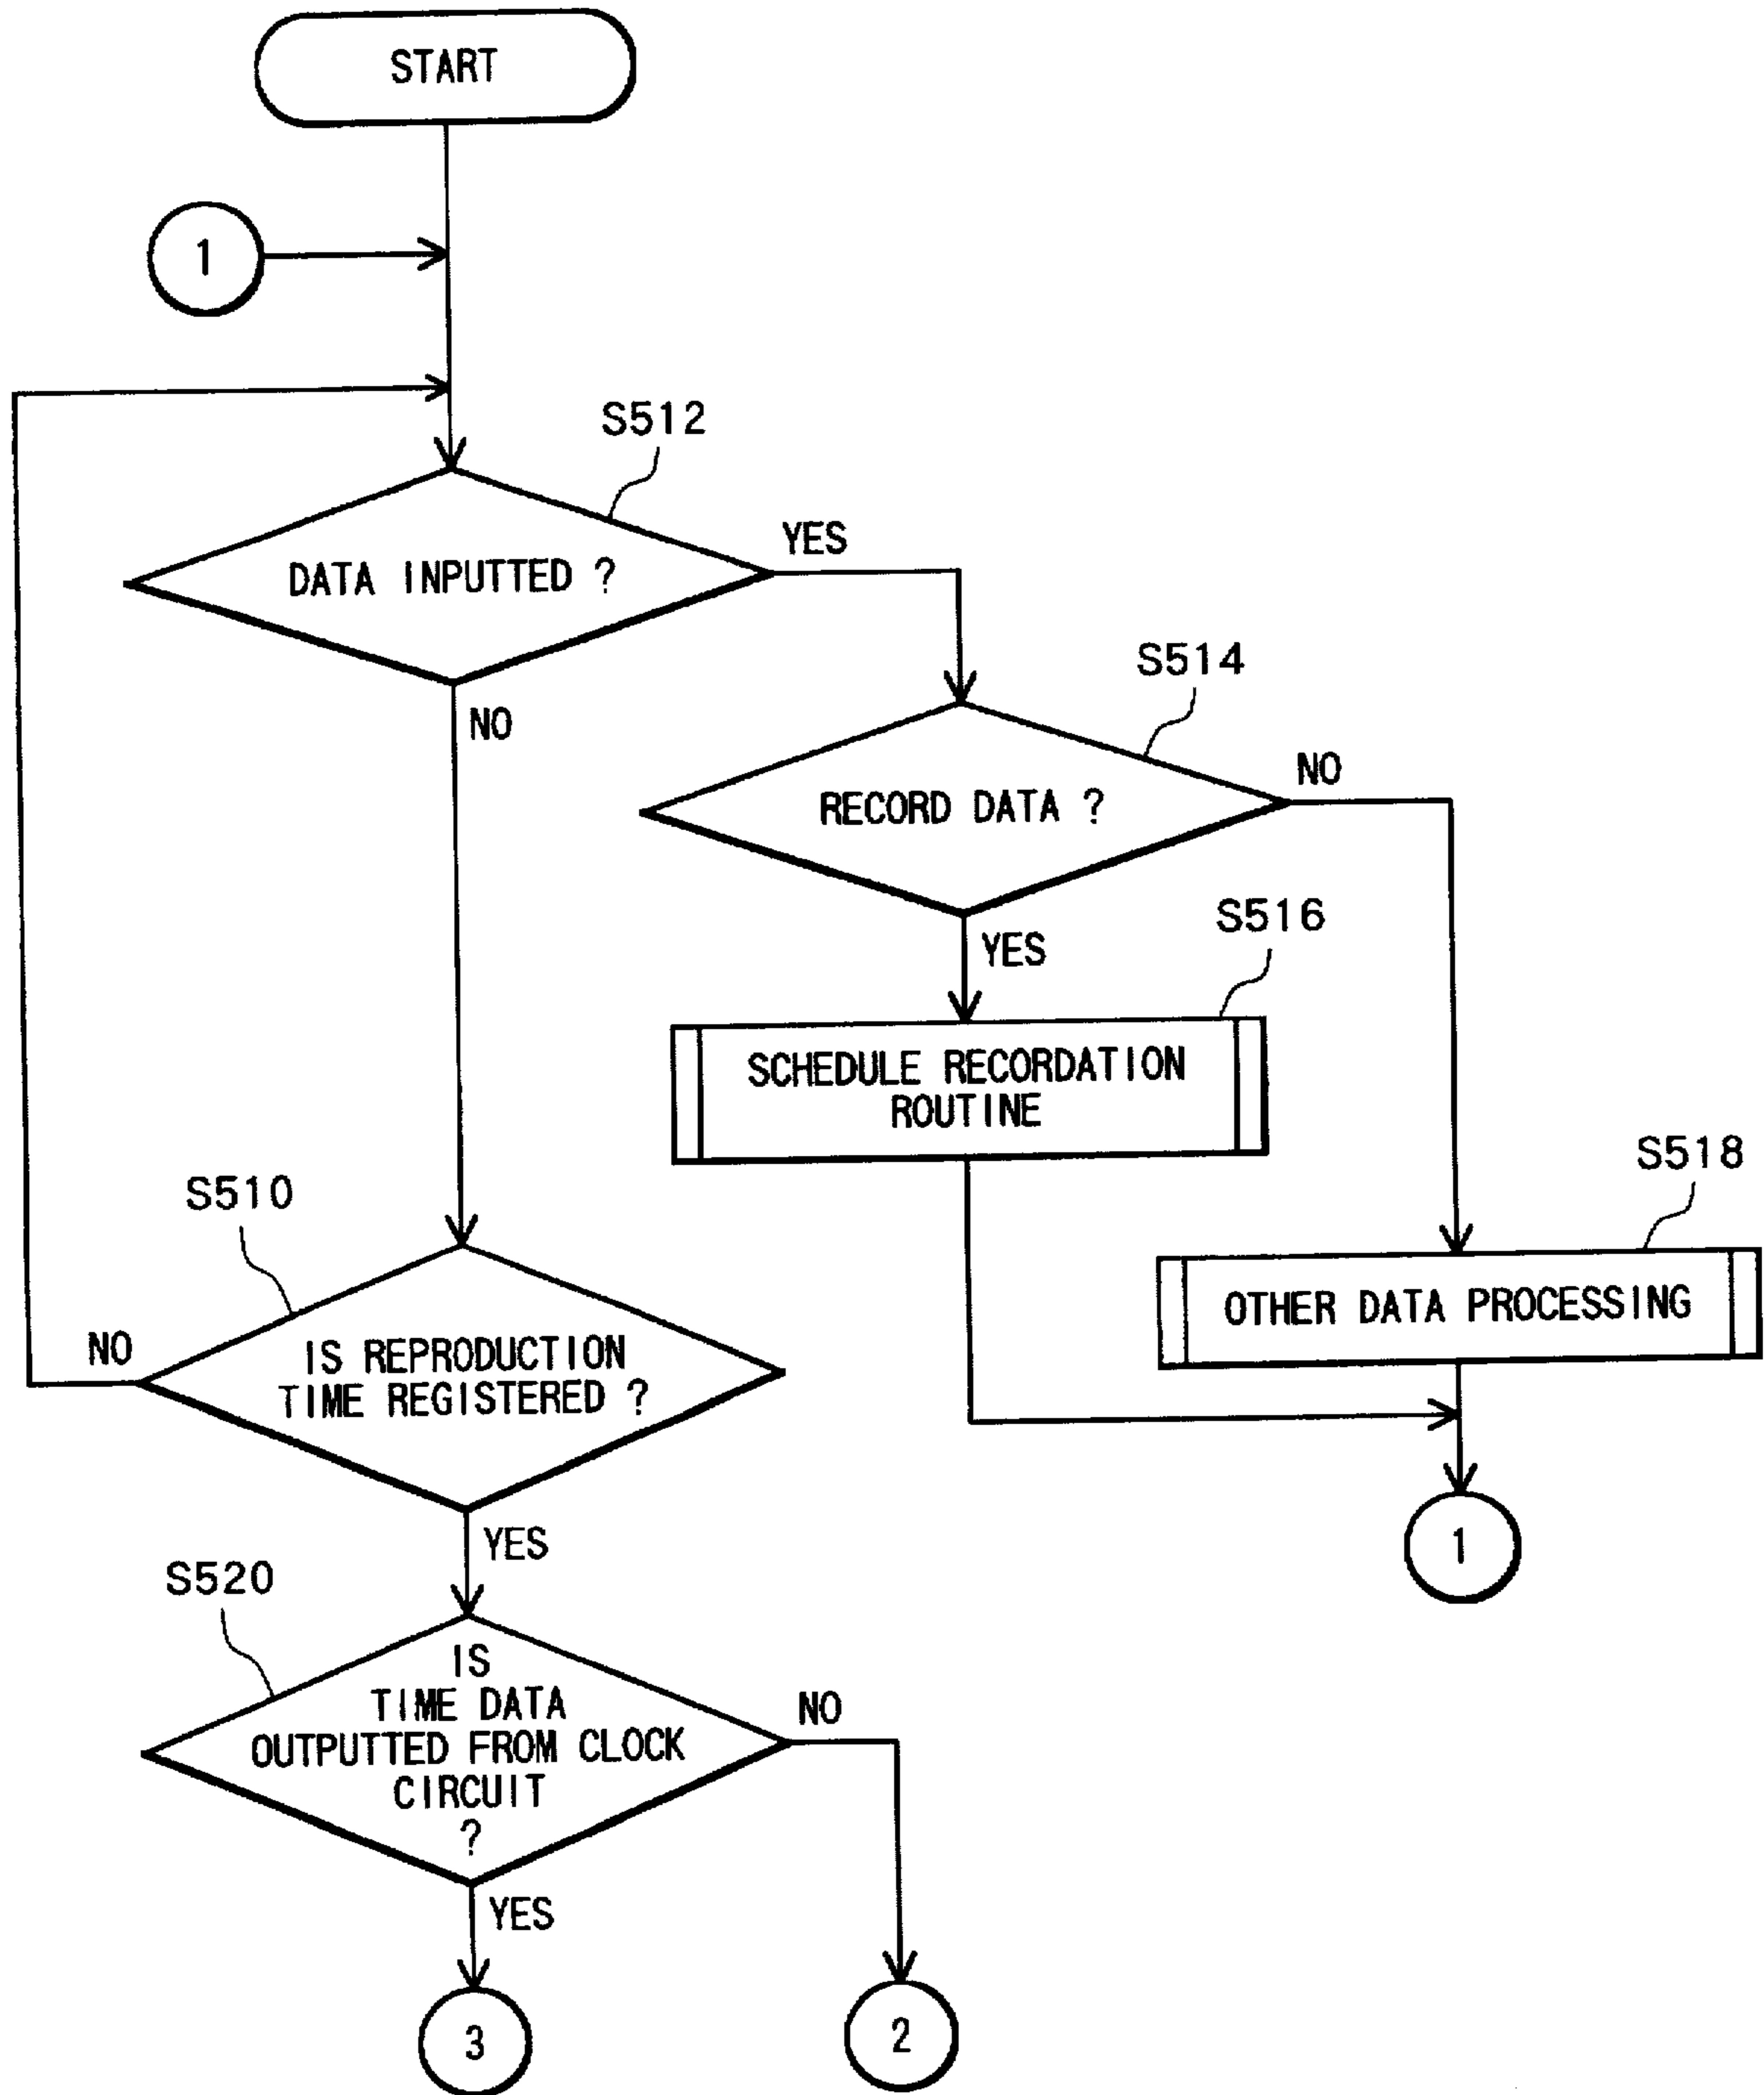 START
1
S512
DATA INPUTTED ?
YES
NO
S514
RECORD DATA ?
NO
YES
S516
SCHEDULE RECORDATION
ROUTINE
S518
OTHER DATA PROCESSING
1
S510
IS REPRODUCTION
TIME REGISTERED ?
NO
YES
S520
IS
TIME DATA
OUTPUTTED FROM CLOCK
CIRCUIT
?
NO
YES
3
2